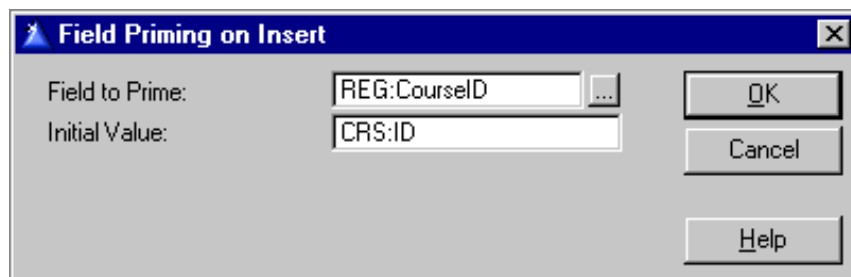 Field Priming on Insert
Field to Prime: REG:CourseID ... OK
Initial Value: CRS:ID
Cancel
Help